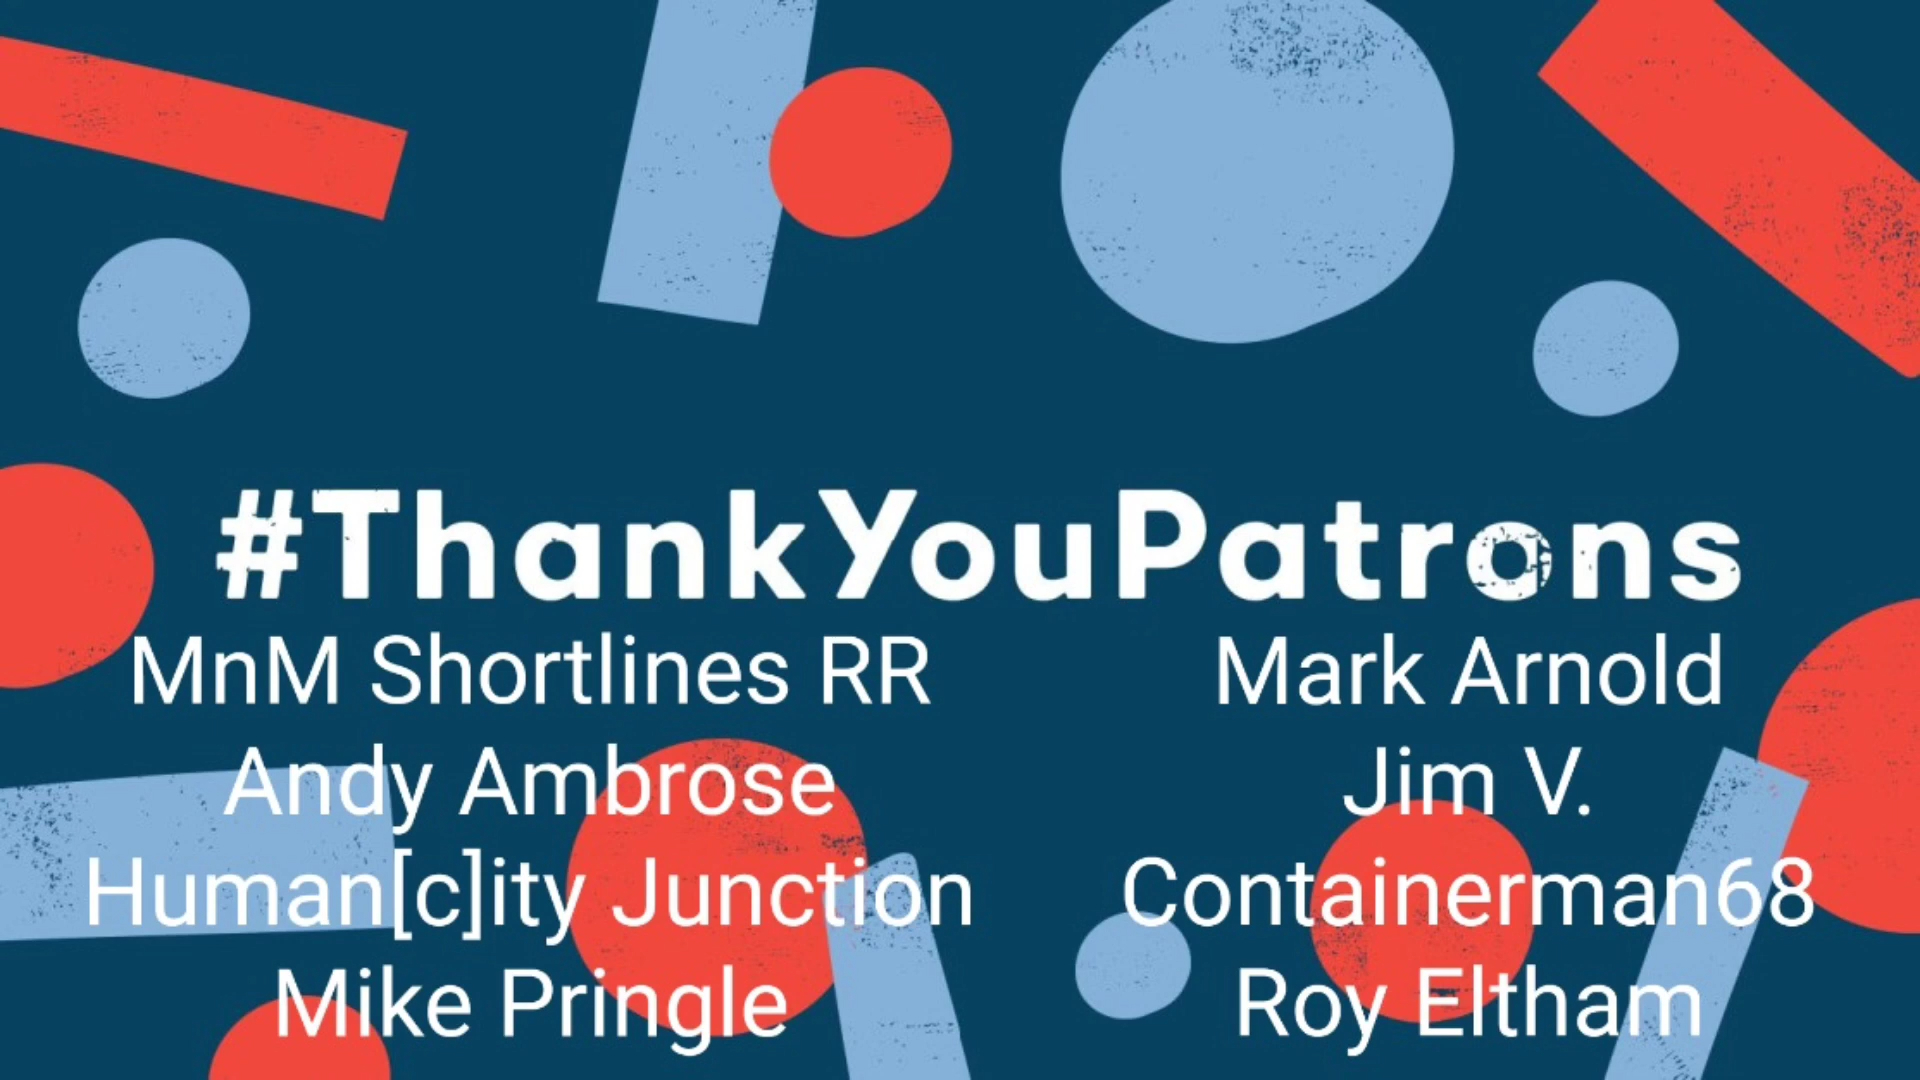 #ThankYouPatrons
MnM Shortlines RR
Mark Arnold
Andy Ambrose
Jim V.
Human[c]ity Junction
Containerman68
Mike Pringle
Roy Eltham